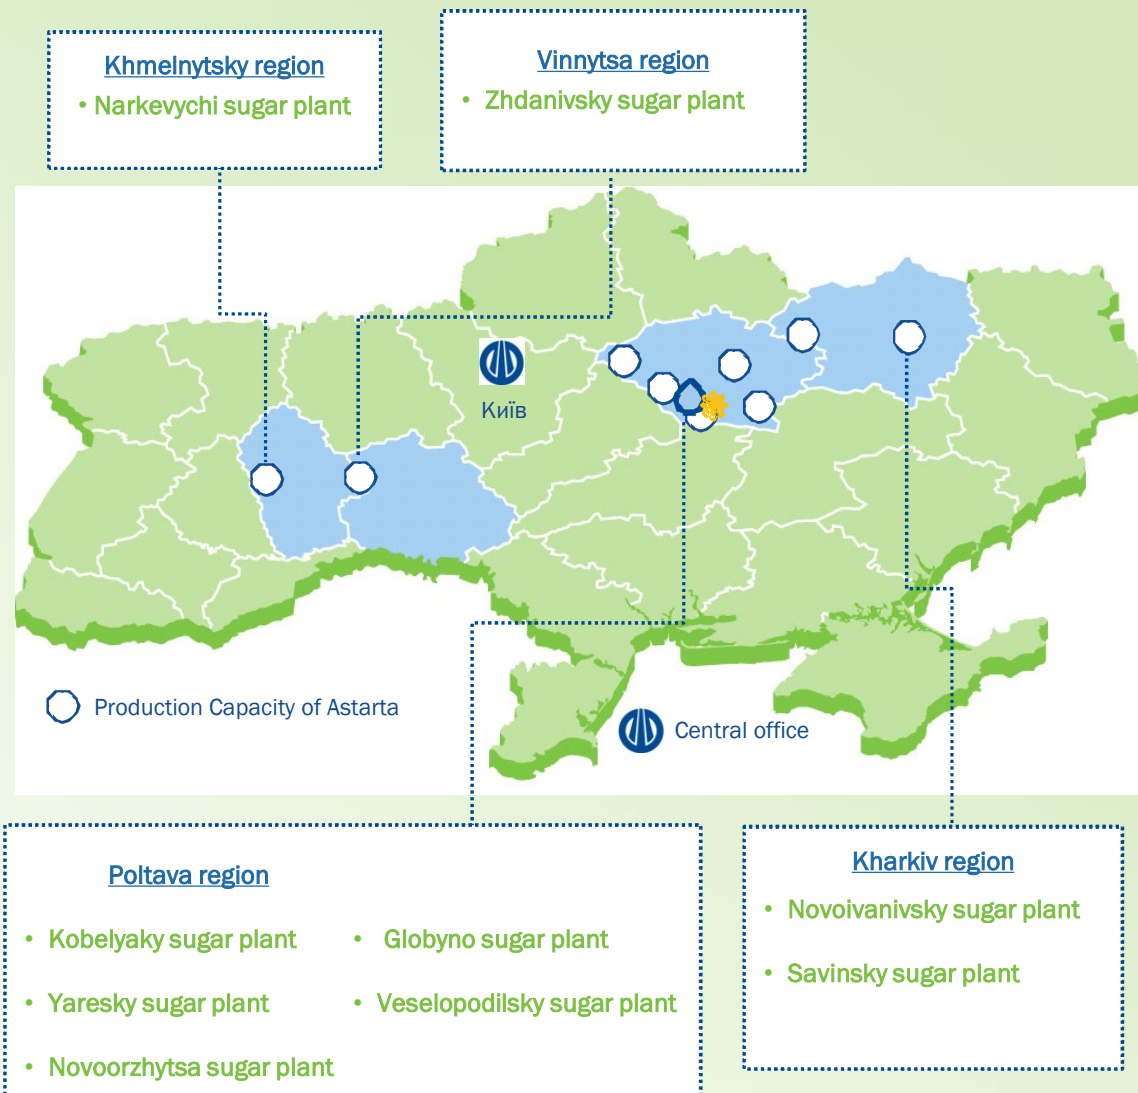 Khmelnytsky region
• Narkevychi sugar plant
Vinnytsa region
• Zhdanivsky sugar plant
Київ
Production Capacity of Astarta
Central office
Poltava region
• Kobelyaky sugar plant
• Globyno sugar plant
• Yaresky sugar plant
• Veselopodilsky sugar plant
• Novoorzhytsa sugar plant
Kharkiv region
• Novoivanivsky sugar plant
• Savinsky sugar plant